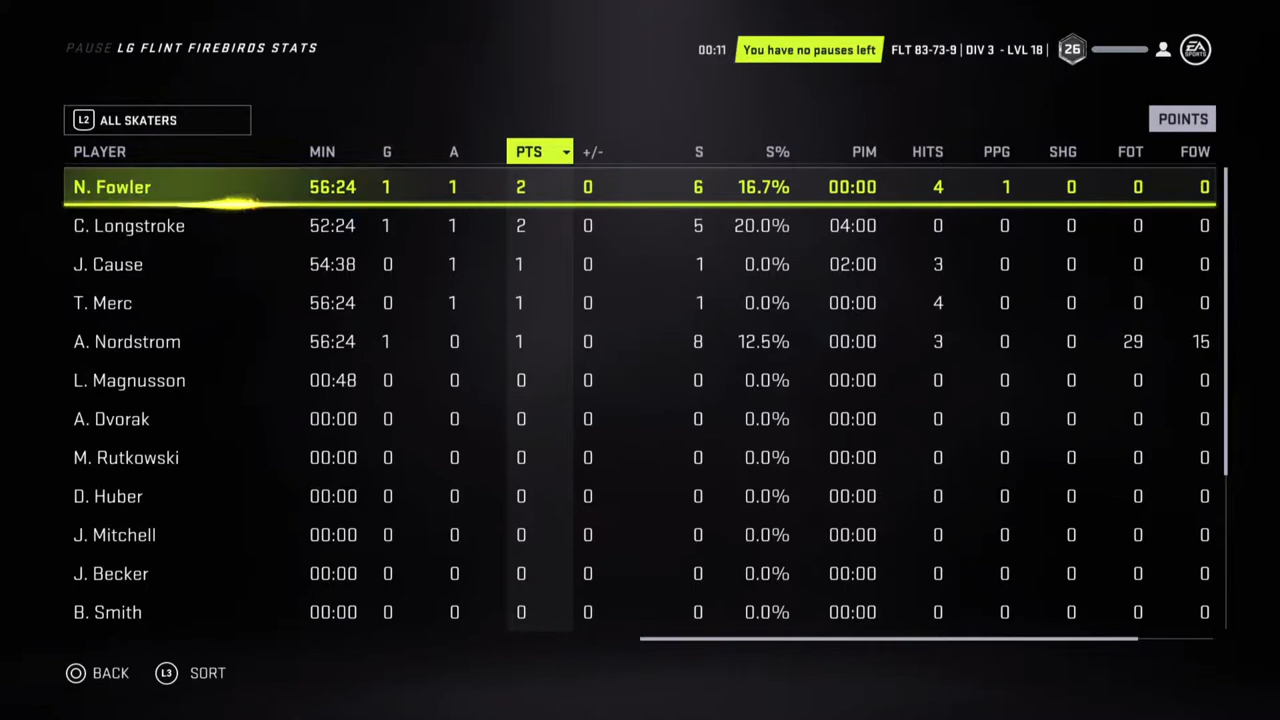 PAUSE LG FLINT FIREBIRDS STATS
00:11 You have no pauses left FLT 83-73-9 | DIV 3 - LVL 18 | 26 EA SPORTS
L2 ALL SKATERS
POINTS
PLAYER MIN G A PTS +/- S S% PIM HITS PPG SHG FOT FOW
N. Fowler 56:24 1 1 2 0 6 16.7% 00:00 4 1 0 0 0
C. Longstroke 52:24 1 1 2 0 5 20.0% 04:00 0 0 0 0 0
J. Cause 54:38 0 1 1 0 1 0.0% 02:00 3 0 0 0 0
T. Merc 56:24 0 1 1 0 1 0.0% 00:00 4 0 0 0 0
A. Nordstrom 56:24 1 0 1 0 8 12.5% 00:00 3 0 0 29 15
L. Magnusson 00:48 0 0 0 0 0 0.0% 00:00 0 0 0 0 0
A. Dvorak 00:00 0 0 0 0 0 0.0% 00:00 0 0 0 0 0
M. Rutkowski 00:00 0 0 0 0 0 0.0% 00:00 0 0 0 0 0
D. Huber 00:00 0 0 0 0 0 0.0% 00:00 0 0 0 0 0
J. Mitchell 00:00 0 0 0 0 0 0.0% 00:00 0 0 0 0 0
J. Becker 00:00 0 0 0 0 0 0.0% 00:00 0 0 0 0 0
B. Smith 00:00 0 0 0 0 0 0.0% 00:00 0 0 0 0 0
BACK L3 SORT